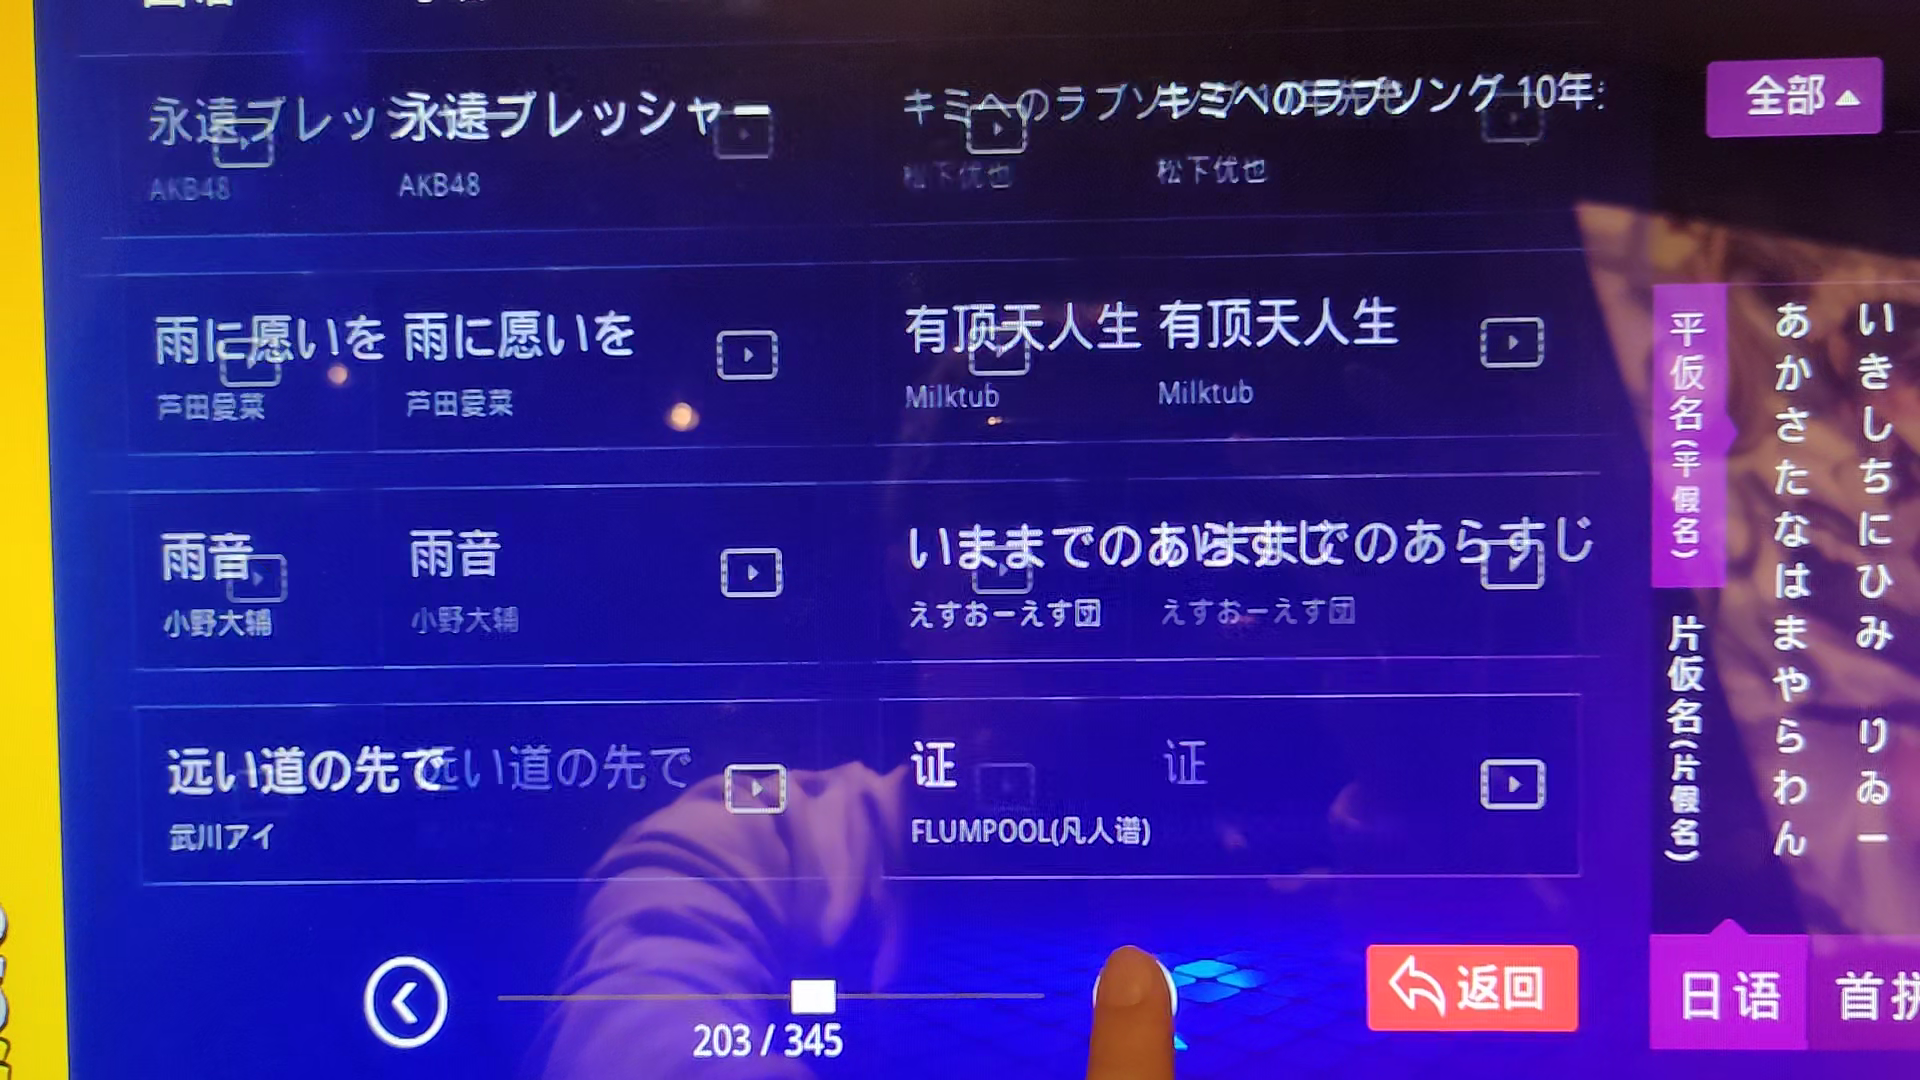 永遠プレッシャー
AKB48
キミへのラブソング 10年
松下优也
雨に愿いを
芦田愛菜
有顶天人生
Milktub
雨音
小野大辅
いままでのあらすじ
えすおーえす団
远い道の先で
武川アイ
证
FLUMPOOL(凡人谱)
203 / 345
返回
全部
平仮名(平假名)
片仮名(片假名)
あかさたなはまやらわん
いきしちにひみ りゐー
日语
首拼